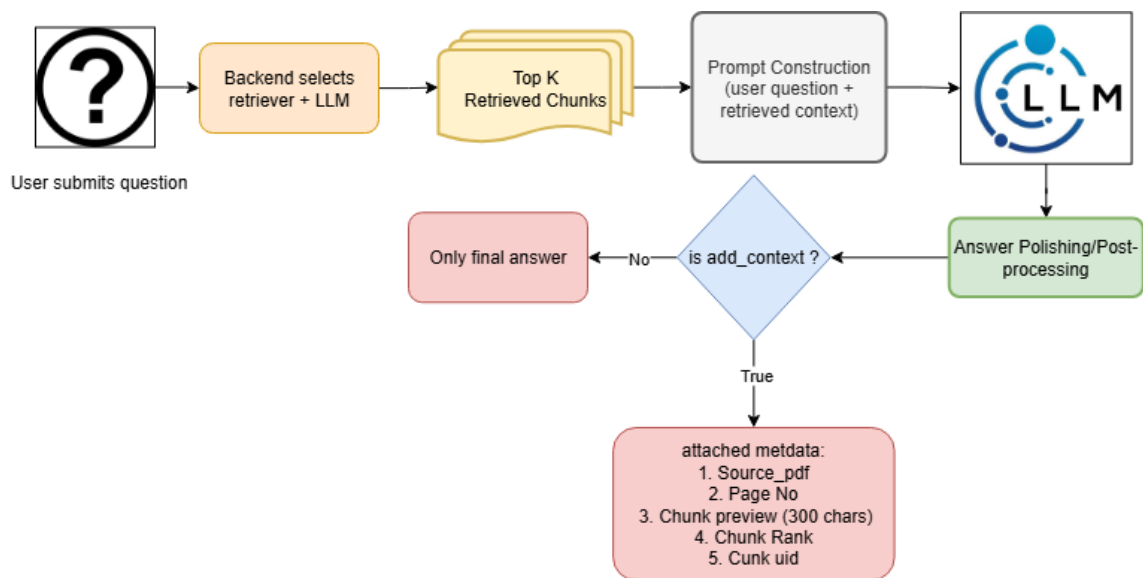 ?
User submits question
Backend selects
retriever + LLM
Top K
Retrieved Chunks
Prompt Construction
(user question +
retrieved context)
LLM
Answer Polishing/Post-
processing
is add_context ?
No
Only final answer
True
attached metdata:
1. Source_pdf
2. Page No
3. Chunk preview (300 chars)
4. Chunk Rank
5. Cunk uid